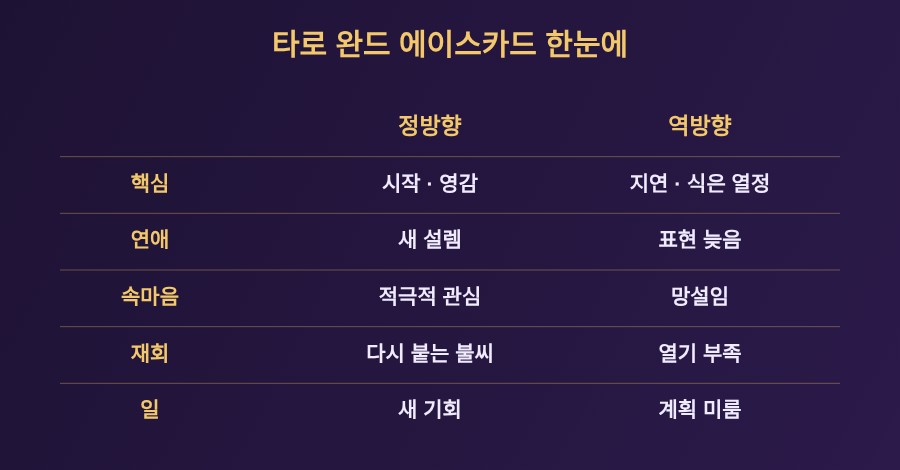 타로 완드 에이스카드 한눈에
정방향 역방향
핵심 시작 · 영감 지연 · 식은 열정
연애 새 설렘 표현 늦음
속마음 적극적 관심 망설임
재회 다시 붙는 불씨 열기 부족
일 새 기회 계획 미룸